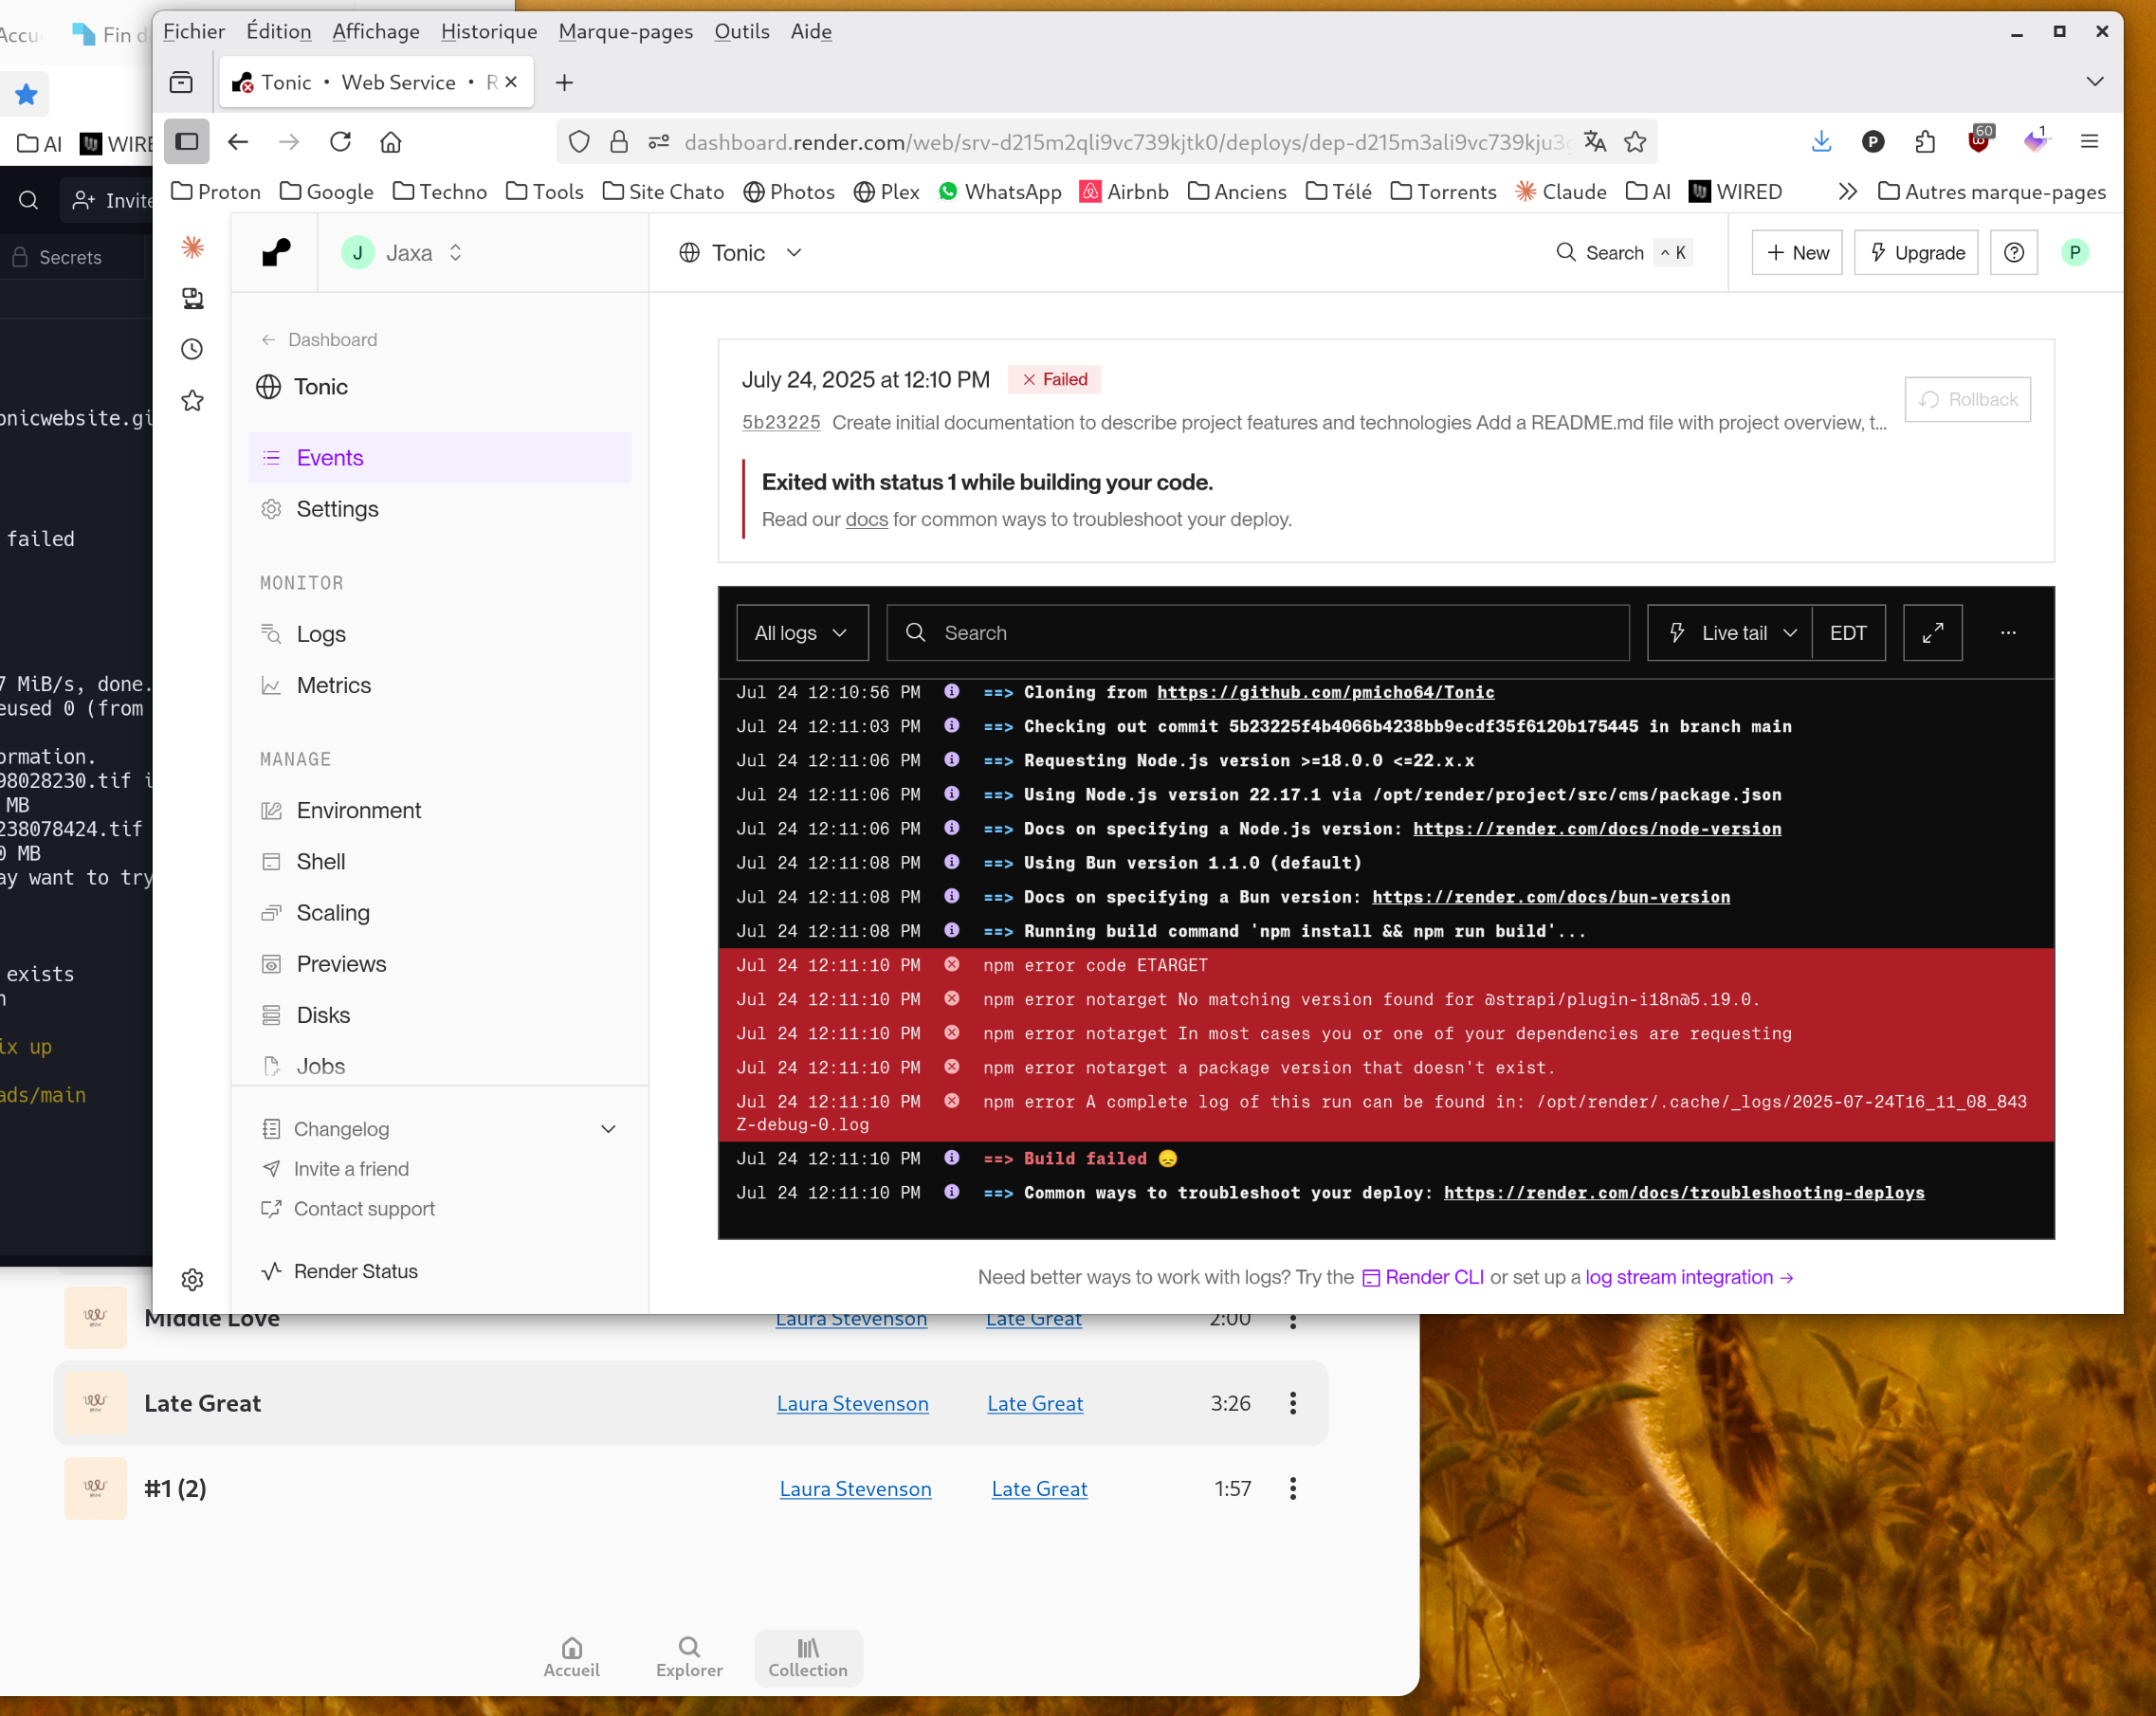 Fichier Édition Affichage Historique Marque-pages Outils Aide
Accu Fin d
Tonic • Web Service • R
dashboard.render.com/web/srv-d215m2qli9vc739kjtk0/deploys/dep-d215m3ali9vc739kju3
P 60 1
AI WIRE
Proton Google Techno Tools Site Chato Photos Plex WhatsApp Airbnb Anciens Télé Torrents Claude AI WIRED Autres marque-pages
Invite
Secrets
J Jaxa
Tonic
Search ^ K
New
Upgrade
P
Dashboard
Tonic
Events
Settings
MONITOR
Logs
Metrics
MANAGE
Environment
Shell
Scaling
Previews
Disks
Jobs
Changelog
Invite a friend
Contact support
Render Status
July 24, 2025 at 12:10 PM Failed
Rollback
5b23225 Create initial documentation to describe project features and technologies Add a README.md file with project overview, t...
Exited with status 1 while building your code.
Read our docs for common ways to troubleshoot your deploy.
All logs Search Live tail EDT
Jul 24 12:10:56 PM ==> Cloning from https://github.com/pmicho64/Tonic
Jul 24 12:11:03 PM ==> Checking out commit 5b23225f4b4066b4238bb9ecdf35f6120b175445 in branch main
Jul 24 12:11:06 PM ==> Requesting Node.js version >=18.0.0 <=22.x.x
Jul 24 12:11:06 PM ==> Using Node.js version 22.17.1 via /opt/render/project/src/cms/package.json
Jul 24 12:11:06 PM ==> Docs on specifying a Node.js version: https://render.com/docs/node-version
Jul 24 12:11:08 PM ==> Using Bun version 1.1.0 (default)
Jul 24 12:11:08 PM ==> Docs on specifying a Bun version: https://render.com/docs/bun-version
Jul 24 12:11:08 PM ==> Running build command 'npm install && npm run build'...
Jul 24 12:11:10 PM npm error code ETARGET
Jul 24 12:11:10 PM npm error notarget No matching version found for @strapi/plugin-i18n@5.19.0.
Jul 24 12:11:10 PM npm error notarget In most cases you or one of your dependencies are requesting
Jul 24 12:11:10 PM npm error notarget a package version that doesn't exist.
Jul 24 12:11:10 PM npm error A complete log of this run can be found in: /opt/render/.cache/_logs/2025-07-24T16_11_08_843
Z-debug-0.log
Jul 24 12:11:10 PM ==> Build failed 😞
Jul 24 12:11:10 PM ==> Common ways to troubleshoot your deploy: https://render.com/docs/troubleshooting-deploys
Need better ways to work with logs? Try the Render CLI or set up a log stream integration →
onicwebsite.gi
failed
7 MiB/s, done.
eused 0 (from
ormation.
98028230.tif i
MB
238078424.tif
0 MB
ay want to try
exists
n
ix up
ads/main
Middle Love Laura Stevenson Late Great 2:00
Late Great Laura Stevenson Late Great 3:26
#1 (2) Laura Stevenson Late Great 1:57
Accueil Explorer Collection